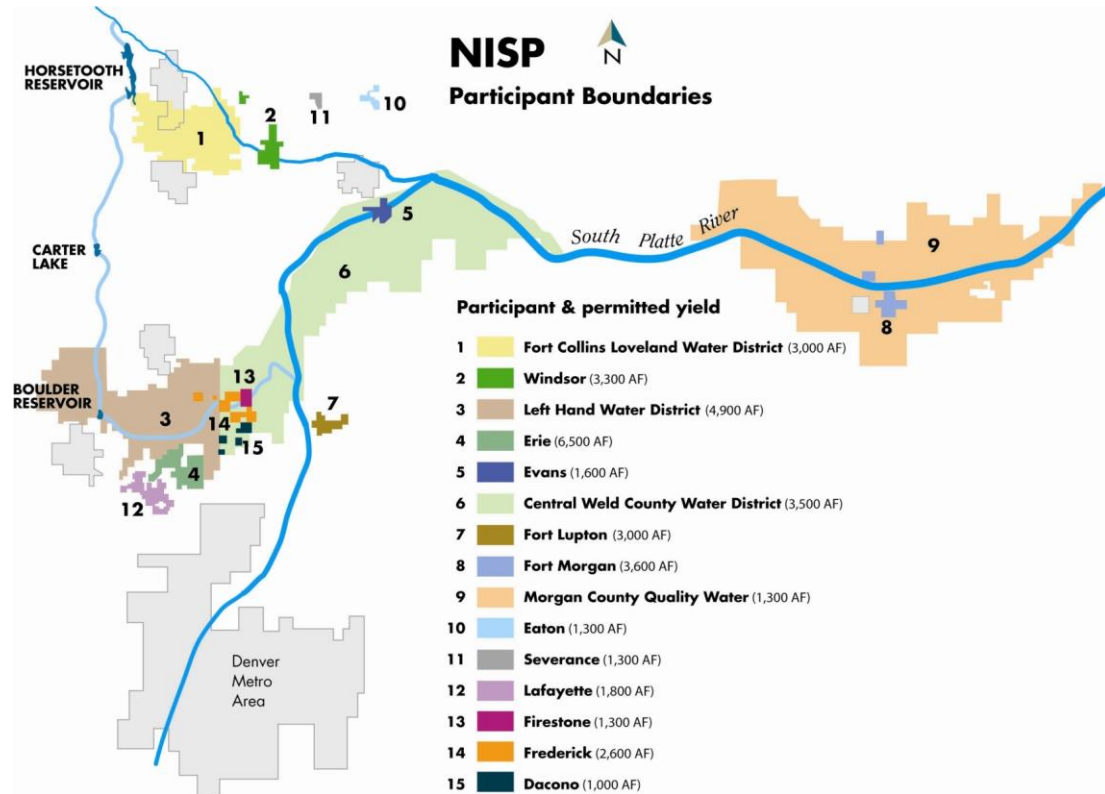 NISP
Participant Boundaries
N
HORSETOOTH
RESERVOIR
1
2
11
10
5
CARTER
LAKE
6
South Platte River
9
8
BOULDER
RESERVOIR
3
13
14
15
7
4
12
Denver
Metro
Area
Participant & permitted yield
1 Fort Collins Loveland Water District (3,000 AF)
2 Windsor (3,300 AF)
3 Left Hand Water District (4,900 AF)
4 Erie (6,500 AF)
5 Evans (1,600 AF)
6 Central Weld County Water District (3,500 AF)
7 Fort Lupton (3,000 AF)
8 Fort Morgan (3,600 AF)
9 Morgan County Quality Water (1,300 AF)
10 Eaton (1,300 AF)
11 Severance (1,300 AF)
12 Lafayette (1,800 AF)
13 Firestone (1,300 AF)
14 Frederick (2,600 AF)
15 Dacono (1,000 AF)